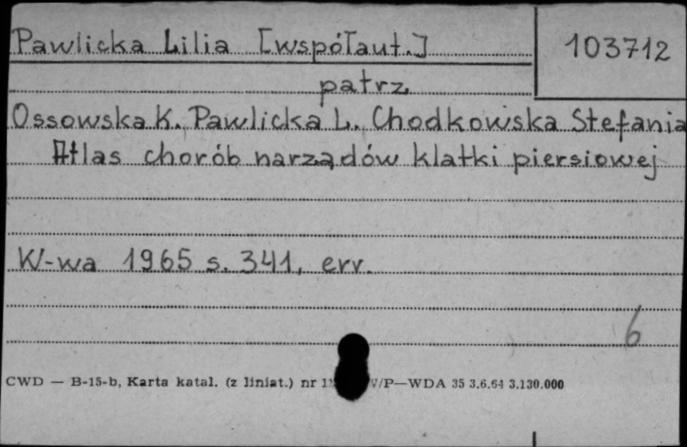 Pawlicka Lilia [współaut.]
103712
patrz
Ossowska K. Pawlicka L. Chodkowska Stefania
Atlas chorób narządów klatki piersiowej
W-wa 1965 s. 341, err.
6
CWD — B-15-b, Karta katal. (z liniat.) nr /P—WDA 35 3.6.64 3.130.000